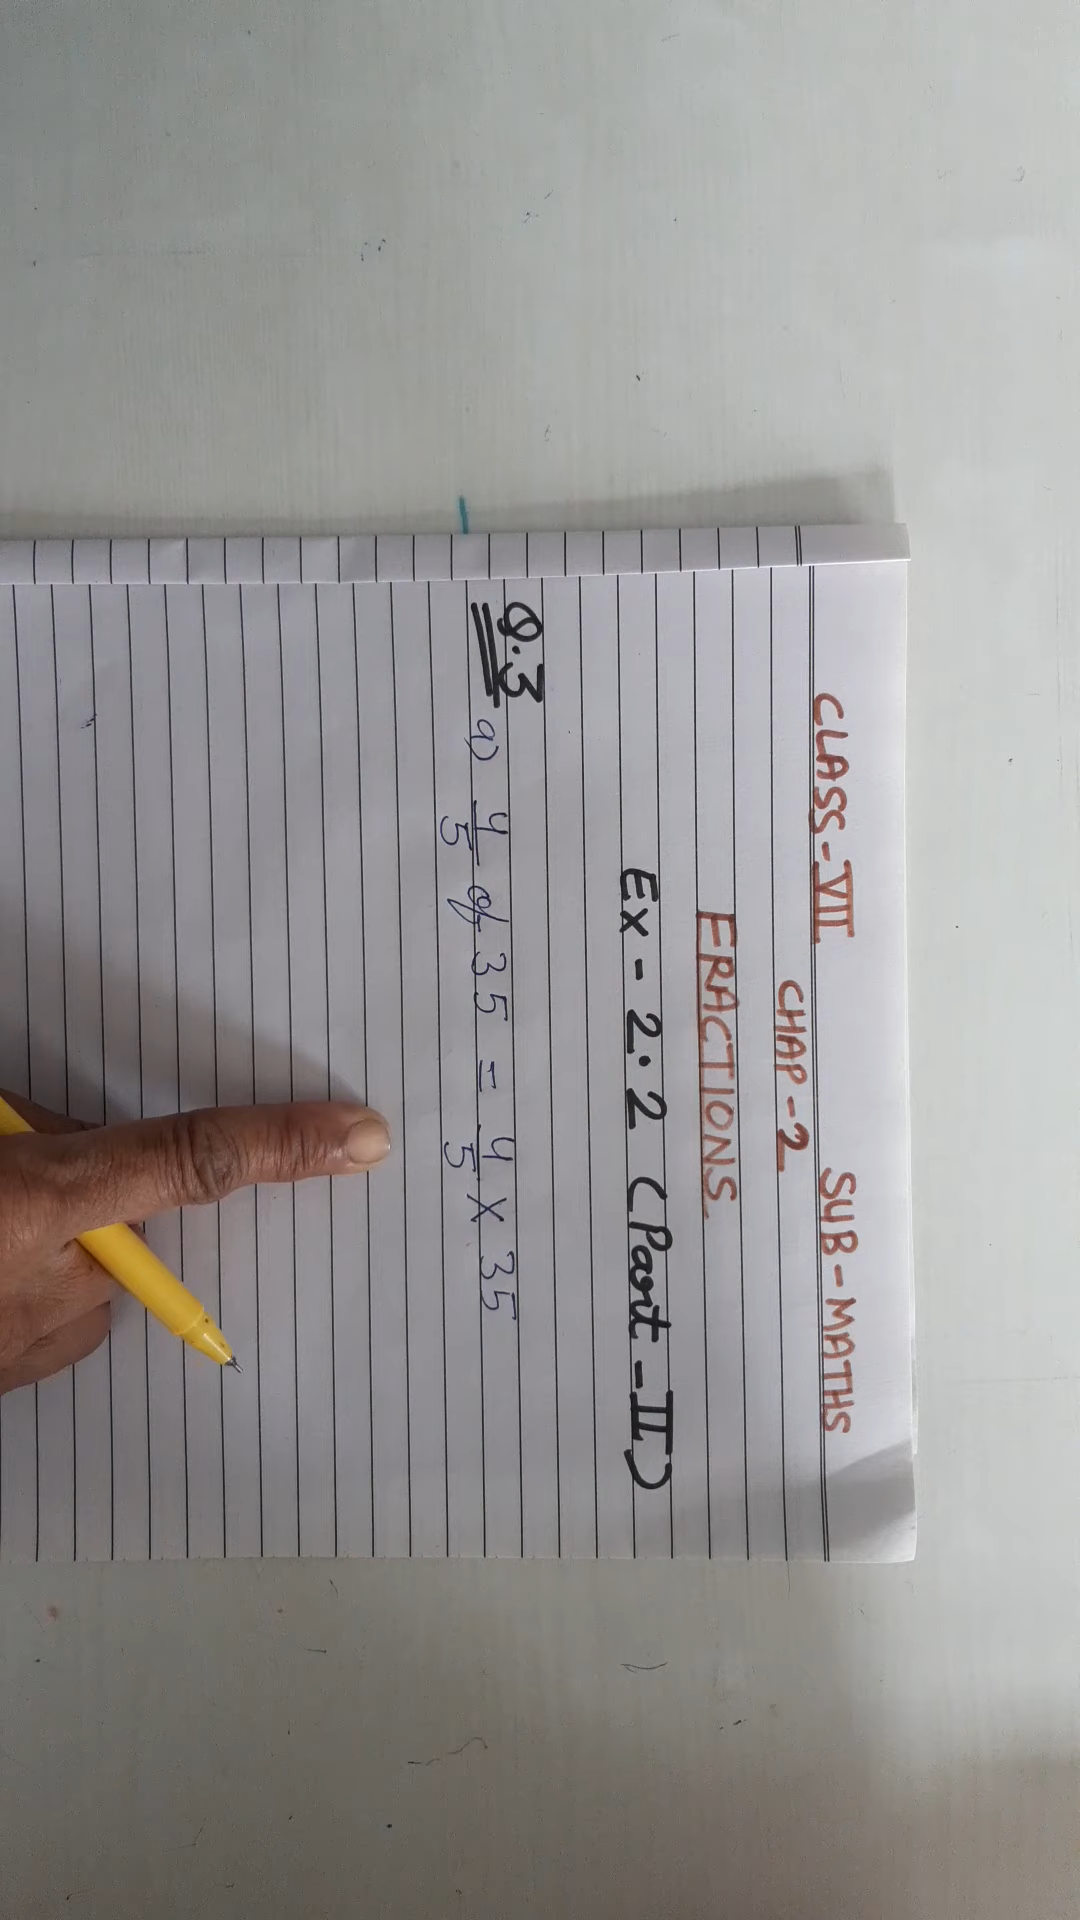 CLASS-VII SUB-MATHS
CHAP-2
FRACTIONS
Ex-2.2 (Part-II)
Q.3 a) 4/5 of 35 = 4/5 × 35